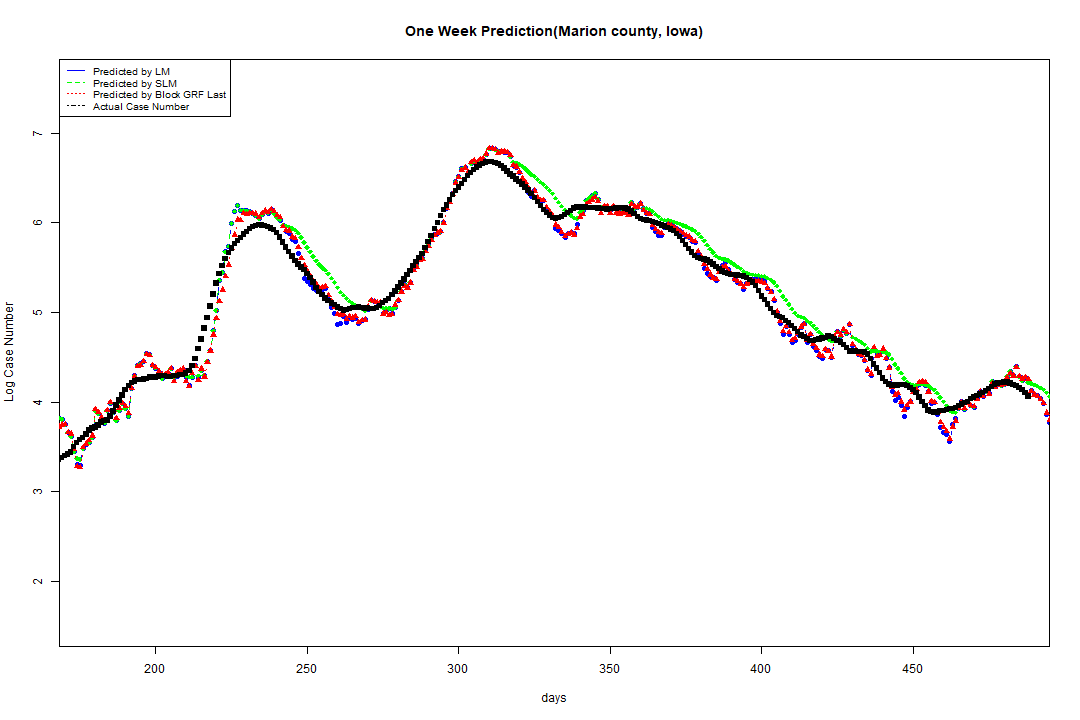 One Week Prediction(Marion county, Iowa)
Predicted by LM
Predicted by SLM
Predicted by Block GRF Last
Actual Case Number
7
6
5
4
3
2
Log Case Number
200 250 300 350 400 450
days